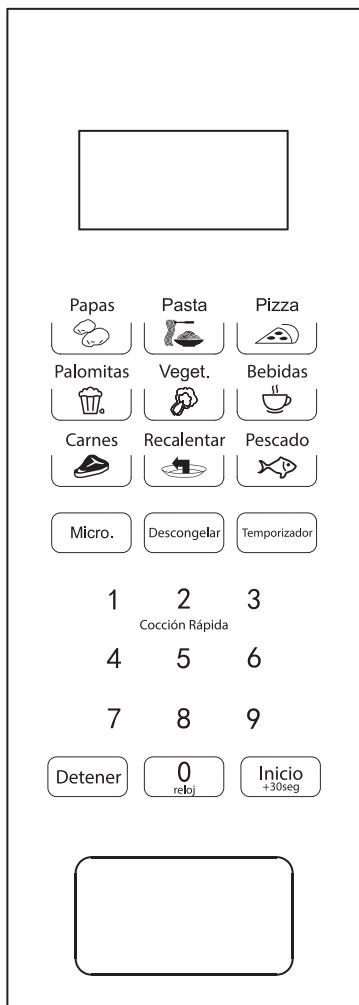 Papas Pasta Pizza
Palomitas Veget. Bebidas
Carnes Recalentar Pescado
Micro. Descongelar Temporizador
1 2 3
Cocción Rápida
4 5 6
7 8 9
Detener 0 Inicio
reloj +30seg